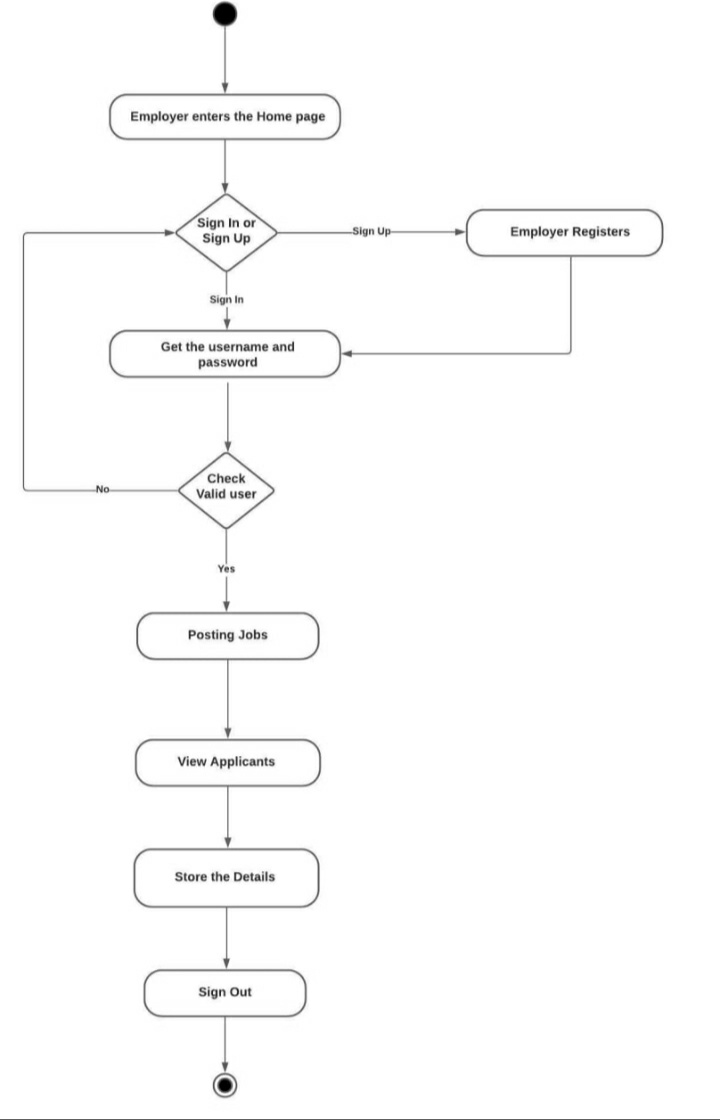 Employer enters the Home page
Sign In or
Sign Up
Sign Up
Employer Registers
Sign In
Get the username and
password
Check
Valid user
No
Yes
Posting Jobs
View Applicants
Store the Details
Sign Out